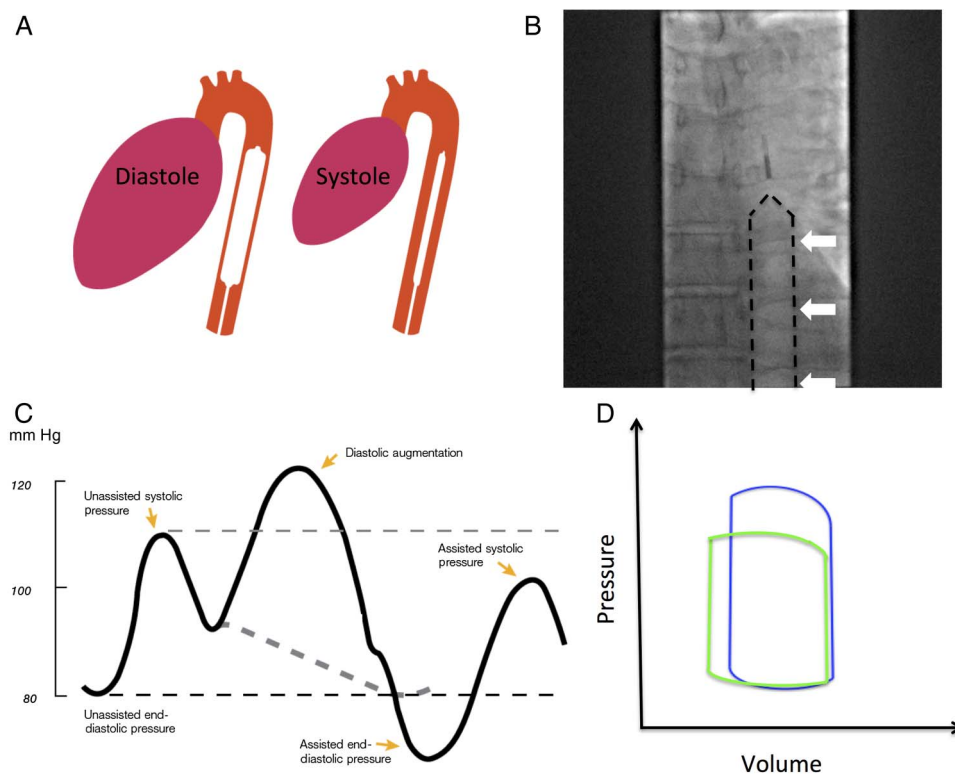 A
B
Diastole
Systole
C
D
mm Hg
Diastolic augmentation
120
Unassisted systolic
pressure
Assisted systolic
pressure
100
80
Unassisted end-
diastolic pressure
Assisted end-
diastolic pressure
Pressure
Volume